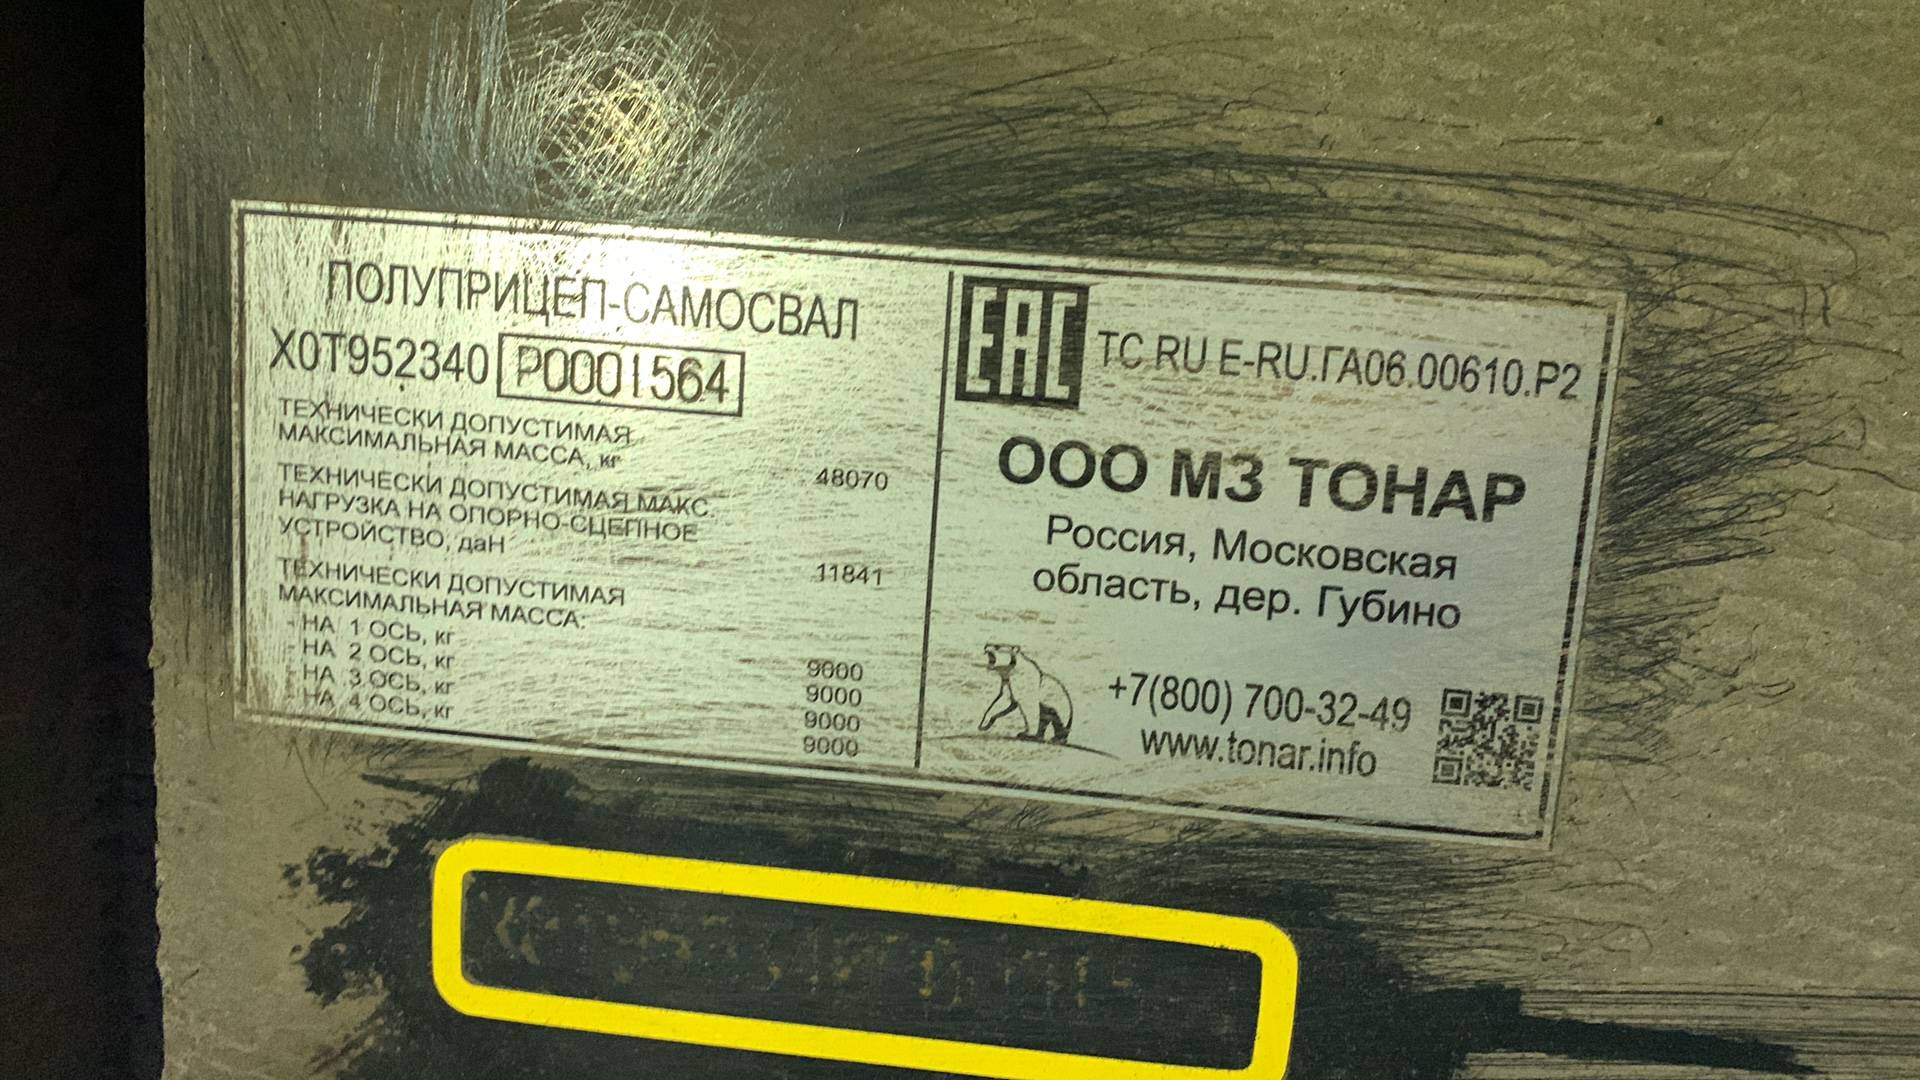 ПОЛУПРИЦЕП-САМОСВАЛ
X0T952340 P0001564
ТЕХНИЧЕСКИ ДОПУСТИМАЯ
МАКСИМАЛЬНАЯ МАССА, кг 48070
ТЕХНИЧЕСКИ ДОПУСТИМАЯ МАКС.
НАГРУЗКА НА ОПОРНО-СЦЕПНОЕ
УСТРОЙСТВО, даН 11841
ТЕХНИЧЕСКИ ДОПУСТИМАЯ
МАКСИМАЛЬНАЯ МАССА:
- НА 1 ОСЬ, кг 9000
- НА 2 ОСЬ, кг 9000
- НА 3 ОСЬ, кг 9000
- НА 4 ОСЬ, кг 9000
EAC TC RU E-RU.ГА06.00610.P2
ООО МЗ ТОНАР
Россия, Московская
область, дер. Губино
+7(800) 700-32-49
www.tonar.info